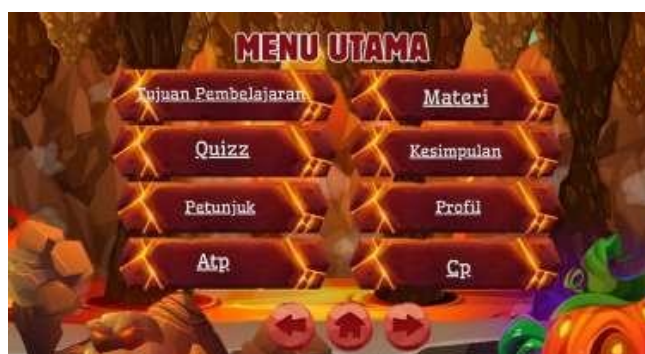 MENU UTAMA
Tujuan Pembelajaran
Materi
Quizz
Kesimpulan
Petunjuk
Profil
Atp
Cp